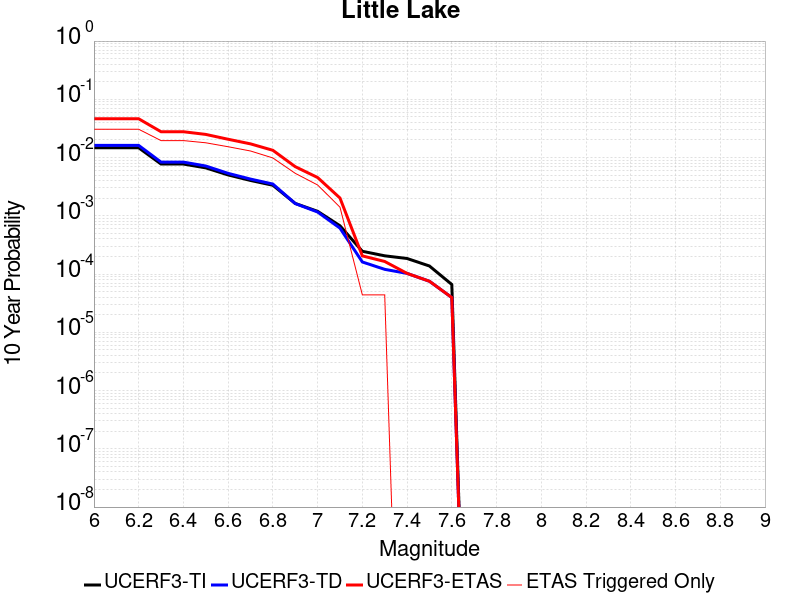 Little Lake
10 Year Probability
10^0
10^-1
10^-2
10^-3
10^-4
10^-5
10^-6
10^-7
10^-8
6 6.2 6.4 6.6 6.8 7 7.2 7.4 7.6 7.8 8 8.2 8.4 8.6 8.8 9
Magnitude
UCERF3-TI UCERF3-TD UCERF3-ETAS ETAS Triggered Only